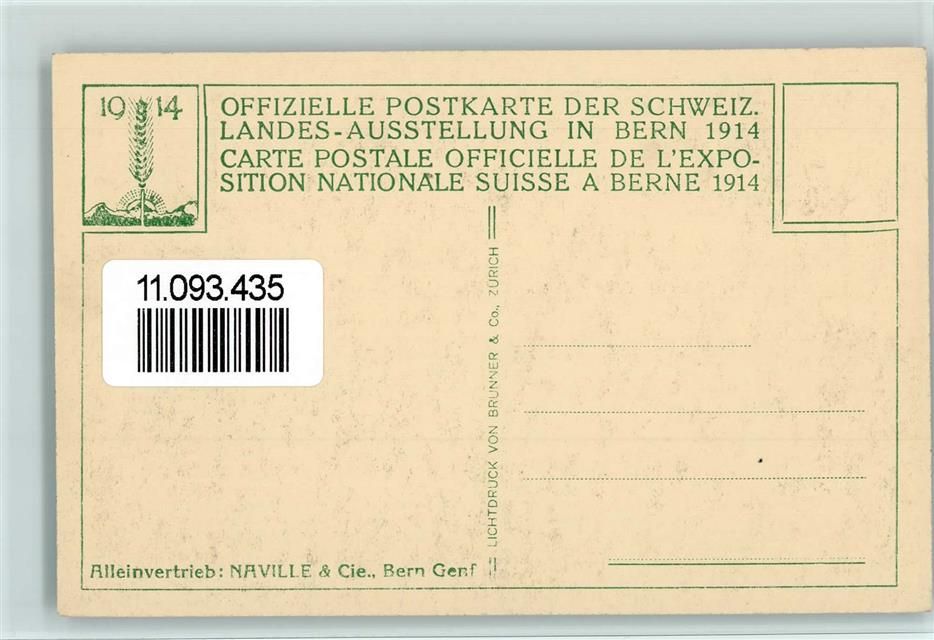 19 14
OFFIZIELLE POSTKARTE DER SCHWEIZ.
LANDES-AUSSTELLUNG IN BERN 1914
CARTE POSTALE OFFICIELLE DE L'EXPO-
SITION NATIONALE SUISSE A BERNE 1914
11.093.435
LICHTDRUCK VON BRUNNER & Co., ZÜRICH
Alleinvertrieb: NAVILLE & Cie., Bern Genf